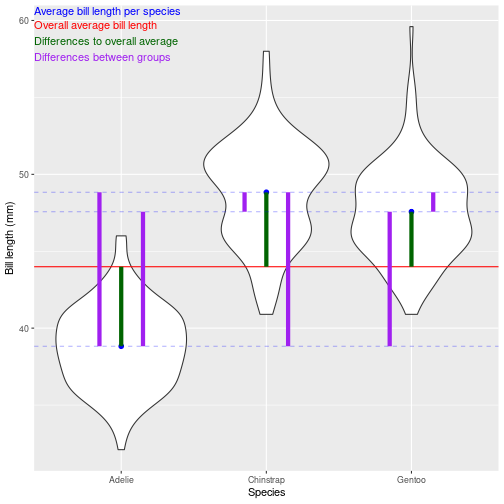 Average bill length per species
Overall average bill length
Differences to overall average
Differences between groups
60
50
40
Bill length (mm)
Adelie
Chinstrap
Gentoo
Species